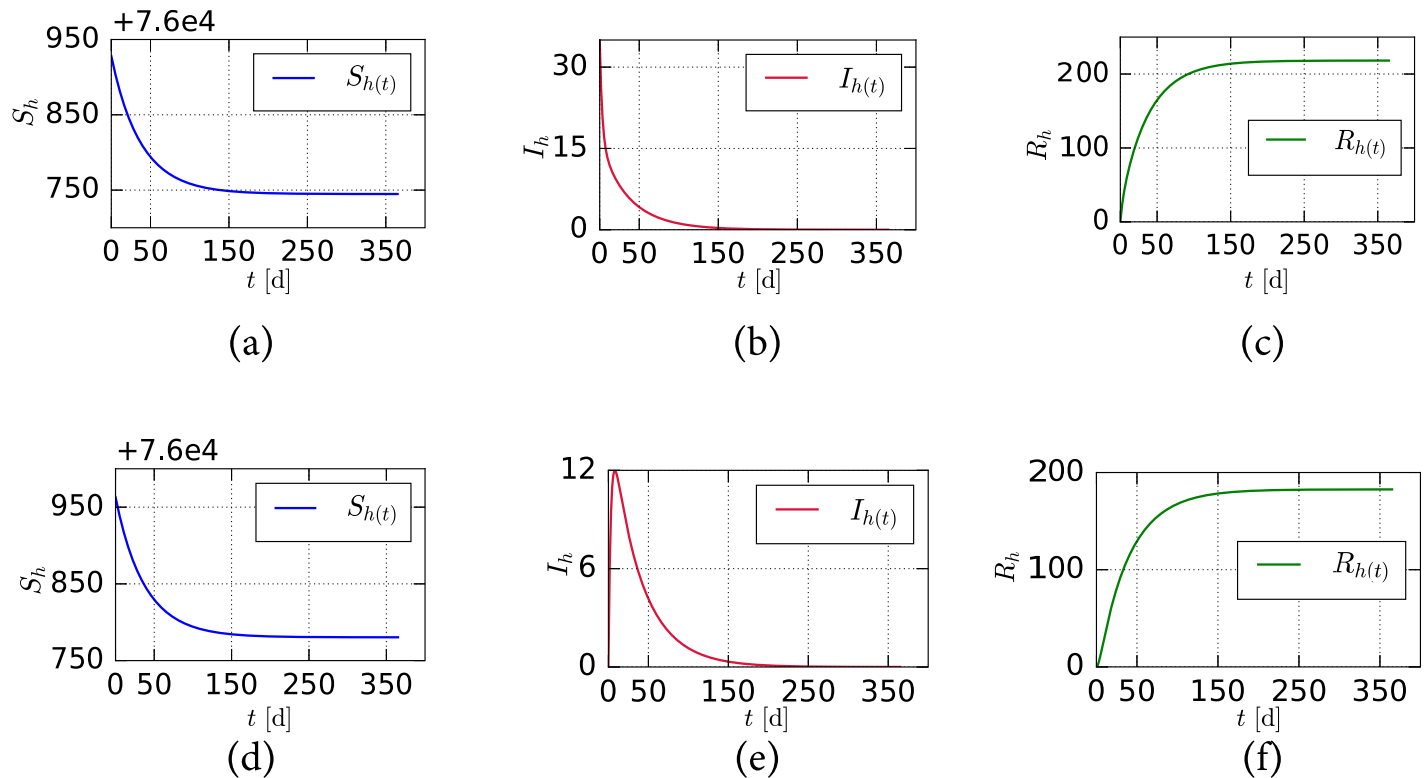 +7.6e4
950
850
750
S_h
S_{h(t)}
0 50 150 250 350
t [d]
(a)
30
15
0
I_h
I_{h(t)}
0 50 150 250 350
t [d]
(b)
200
100
0
R_h
R_{h(t)}
0 50 150 250 350
t [d]
(c)
+7.6e4
950
850
750
S_h
S_{h(t)}
0 50 150 250 350
t [d]
(d)
12
6
0
I_h
I_{h(t)}
0 50 150 250 350
t [d]
(e)
200
100
0
R_h
R_{h(t)}
0 50 150 250 350
t [d]
(f)